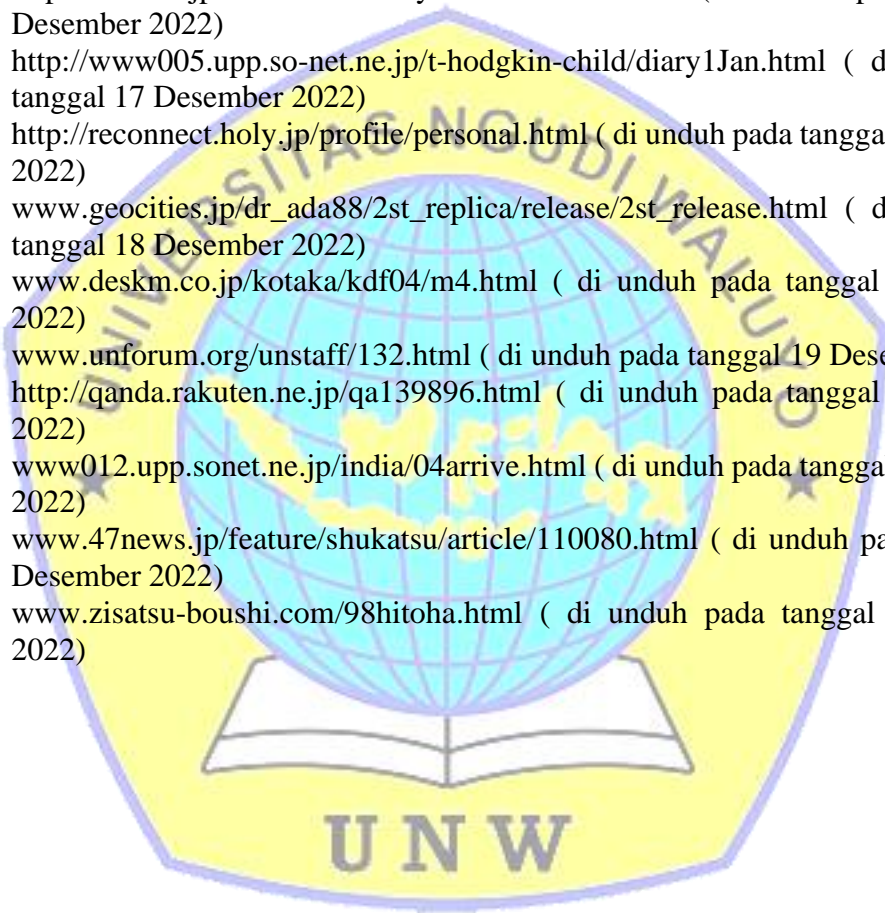 Desember 2022)
http://www005.upp.so-net.ne.jp/t-hodgkin-child/diary1Jan.html ( d
tanggal 17 Desember 2022)
http://reconnect.holy.jp/profile/personal.html ( di unduh pada tangga
2022)
www.geocities.jp/dr_ada88/2st_replica/release/2st_release.html ( d
tanggal 18 Desember 2022)
www.deskm.co.jp/kotaka/kdf04/m4.html ( di unduh pada tanggal
2022)
www.unforum.org/unstaff/132.html ( di unduh pada tanggal 19 Dese
http://qanda.rakuten.ne.jp/qa139896.html ( di unduh pada tanggal
2022)
www012.upp.sonet.ne.jp/india/04arrive.html ( di unduh pada tangga
2022)
www.47news.jp/feature/shukatsu/article/110080.html ( di unduh pa
Desember 2022)
www.zisatsu-boushi.com/98hitoha.html ( di unduh pada tanggal
2022)
UNIVERSITAS NGUDI WALUYO
UNW